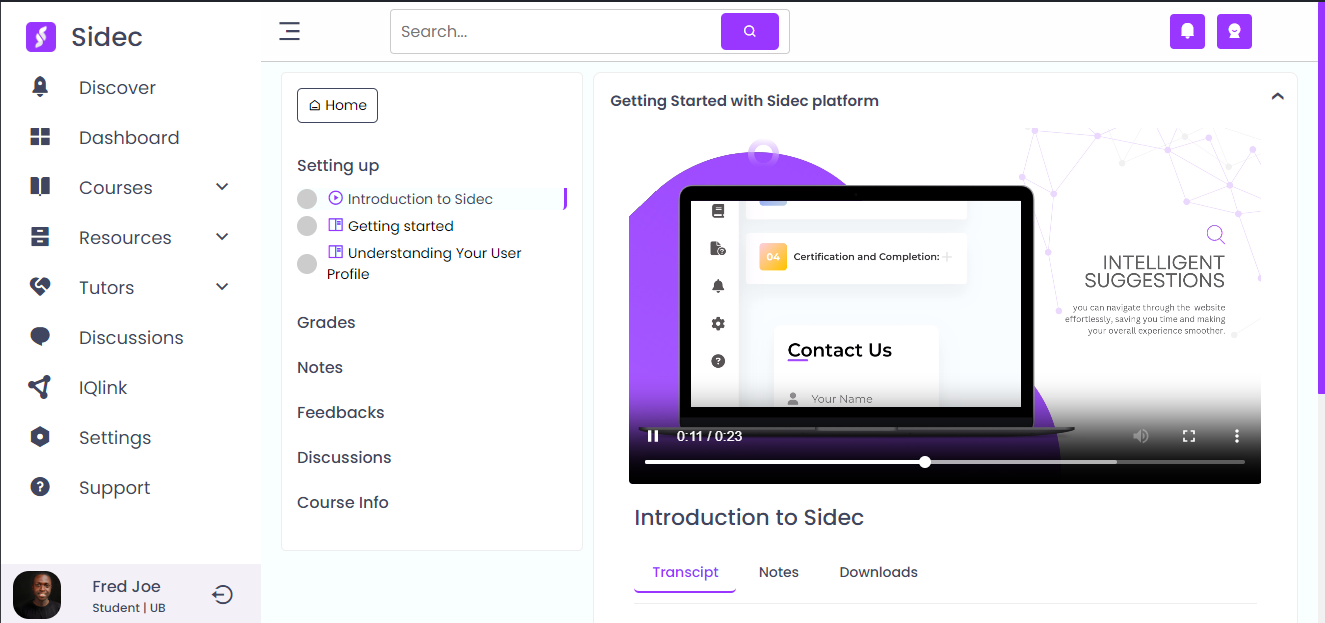 Sidec
Search...
Discover
Dashboard
Courses
Resources
Tutors
Discussions
IQlink
Settings
Support
Fred Joe
Student | UB
Home
Setting up
Introduction to Sidec
Getting started
Understanding Your User
Profile
Grades
Notes
Feedbacks
Discussions
Course Info
Getting Started with Sidec platform
04 Certification and Completion: +
Contact Us
Your Name
INTELLIGENT
SUGGESTIONS
you can navigate through the website
effortlessly, saving you time and making
your overall experience smoother.
0:11 / 0:23
Introduction to Sidec
Transcipt Notes Downloads